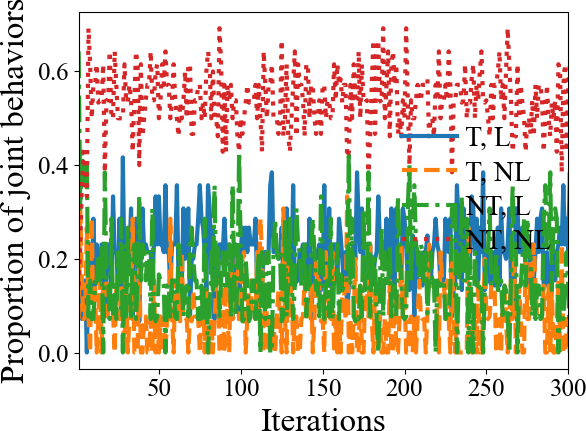 Proportion of joint behaviors
0.6
0.4
0.2
0.0
T, L
T, NL
NT, L
NT, NL
50
100
150
200
250
300
Iterations